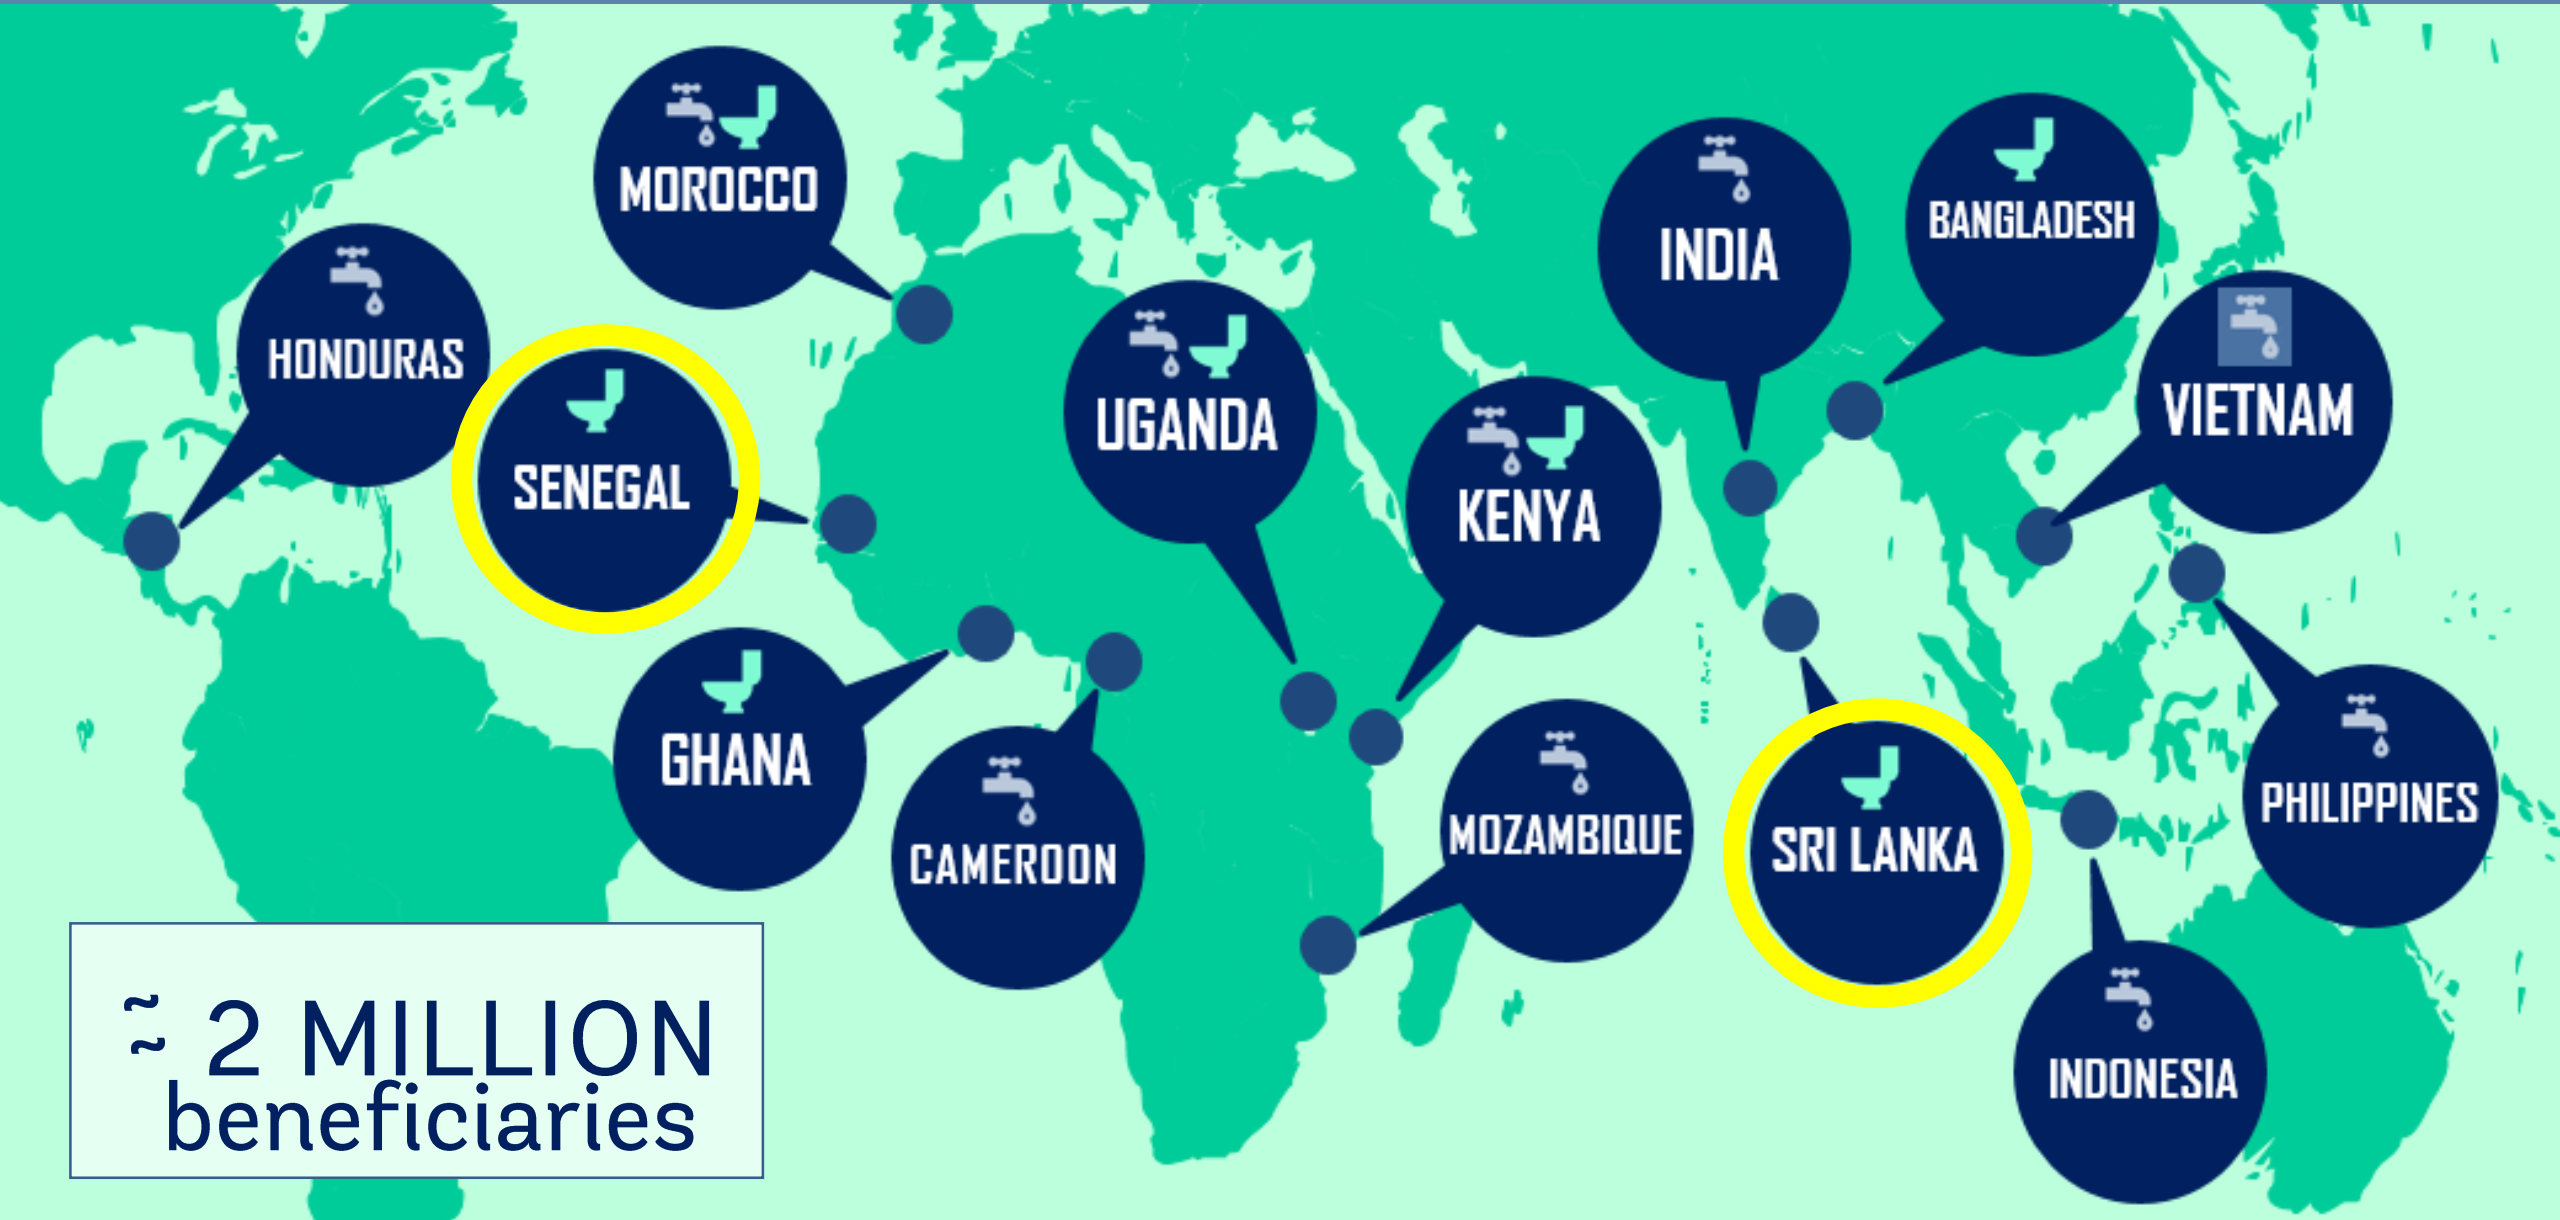 MOROCCO
INDIA
BANGLADESH
HONDURAS
VIETNAM
SENEGAL
UGANDA
KENYA
GHANA
CAMEROON
MOZAMBIQUE
SRI LANKA
PHILIPPINES
INDONESIA
~
~ 2 MILLION
beneficiaries